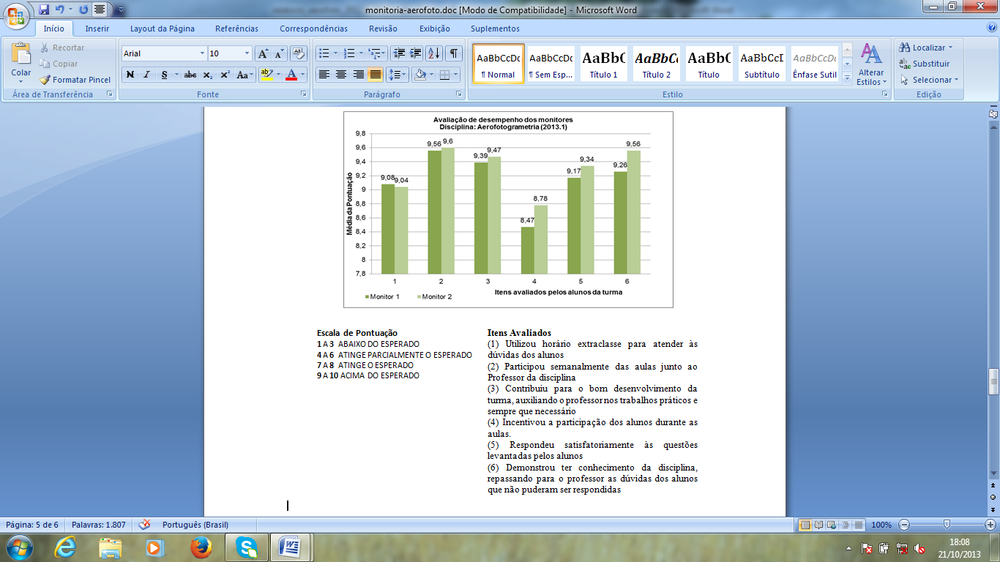 monitoria-aerofoto.doc [Modo de Compatibilidade] - Microsoft Word
Início Inserir Layout da Página Referências Correspondências Revisão Exibição Suplementos
Colar
Recortar
Copiar
Formatar Pincel
Área de Transferência
Arial 10
N I S abc x₂ x² Aa
Fonte
Parágrafo
AaBbCcDc AaBbCcDc AaBbC AaBbCc AaBbC AaBbCcI AaBbCcDc
¶ Normal ¶ Sem Esp... Título 1 Título 2 Título Subtítulo Ênfase Sutil
Alterar
Estilos
Estilo
Localizar
Substituir
Selecionar
Edição
Avaliação de desempenho dos monitores
Disciplina: Aerofotogrametria (2013.1)
Média da Pontuação
9,8
9,6
9,4
9,2
9
8,8
8,6
8,4
8,2
8
7,8
9,08 9,04
9,56 9,6
9,39 9,47
8,47 8,78
9,17 9,34
9,26 9,56
1 2 3 4 5 6
Itens avaliados pelos alunos da turma
Monitor 1 Monitor 2
Escala de Pontuação
1 A 3 ABAIXO DO ESPERADO
4 A 6 ATINGE PARCIALMENTE O ESPERADO
7 A 8 ATINGE O ESPERADO
9 A 10 ACIMA DO ESPERADO
Itens Avaliados
(1) Utilizou horário extraclasse para atender às
dúvidas dos alunos
(2) Participou semanalmente das aulas junto ao
Professor da disciplina
(3) Contribuiu para o bom desenvolvimento da
turma, auxiliando o professor nos trabalhos práticos e
sempre que necessário
(4) Incentivou a participação dos alunos durante as
aulas.
(5) Respondeu satisfatoriamente às questões
levantadas pelos alunos
(6) Demonstrou ter conhecimento da disciplina,
repassando para o professor as dúvidas dos alunos
que não puderam ser respondidas
Página: 5 de 6 Palavras: 1.807 Português (Brasil) 100%
18:08
21/10/2013